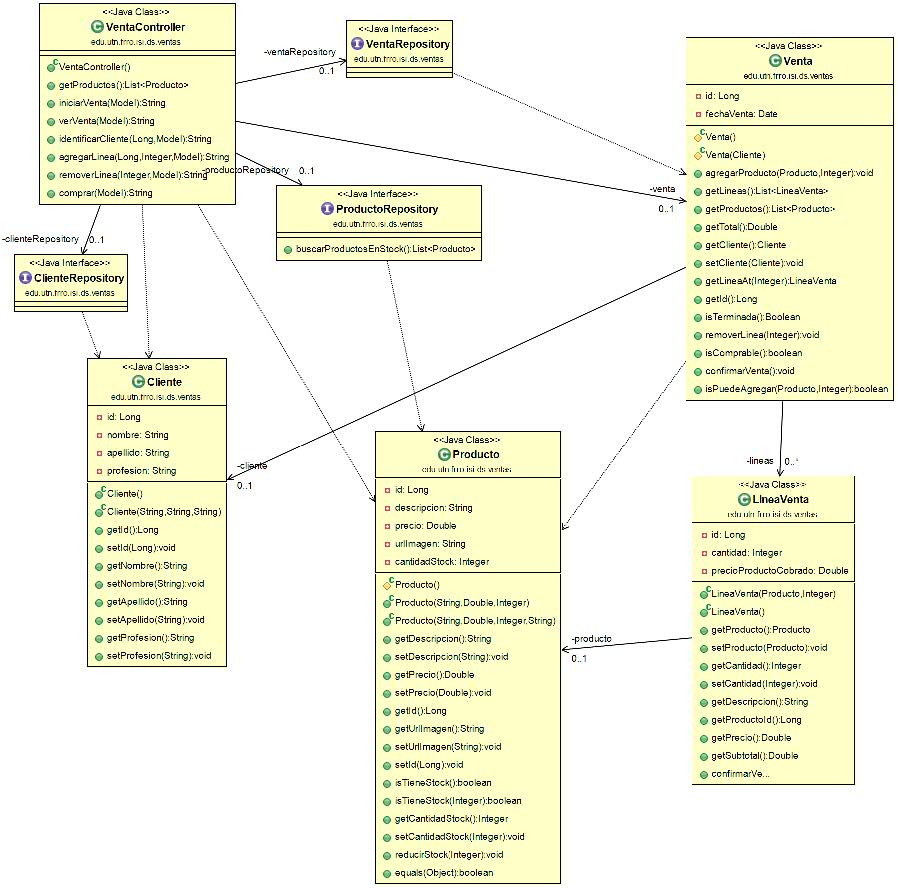 <<Java Class>>
VentaController
edu.utn.frro.isi.ds.ventas
VentaController()
getProductos():List<Producto>
iniciarVenta(Model):String
verVenta(Model):String
identificarCliente(Long,Model):String
agregarLinea(Long,Integer,Model):String
removerLinea(Integer,Model):String
comprar(Model):String
-ventaRepository
0..1
<<Java Interface>>
VentaRepository
edu.utn.frro.isi.ds.ventas
-productoRepository
0..1
<<Java Interface>>
ProductoRepository
edu.utn.frro.isi.ds.ventas
buscarProductosEnStock():List<Producto>
-clienteRepository
0..1
<<Java Interface>>
ClienteRepository
edu.utn.frro.isi.ds.ventas
-venta
0..1
<<Java Class>>
Venta
edu.utn.frro.isi.ds.ventas
id: Long
fechaVenta: Date
Venta()
Venta(Cliente)
agregarProducto(Producto,Integer):void
getLineas():List<LineaVenta>
getProductos():List<Producto>
getTotal():Double
getCliente():Cliente
setCliente(Cliente):void
getLineaAt(Integer):LineaVenta
getId():Long
isTerminada():Boolean
removerLinea(Integer):void
isComprable():boolean
confirmarVenta():void
isPuedeAgregar(Producto,Integer):boolean
<<Java Class>>
Cliente
edu.utn.frro.isi.ds.ventas
id: Long
nombre: String
apellido: String
profesion: String
Cliente()
Cliente(String,String,String)
getId():Long
setId(Long):void
getNombre():String
setNombre(String):void
getApellido():String
setApellido(String):void
getProfesion():String
setProfesion(String):void
-cliente
0..1
<<Java Class>>
Producto
edu.utn.frro.isi.ds.ventas
id: Long
descripcion: String
precio: Double
urlImagen: String
cantidadStock: Integer
Producto()
Producto(String,Double,Integer)
Producto(String,Double,Integer,String)
getDescripcion():String
setDescripcion(String):void
getPrecio():Double
setPrecio(Double):void
getId():Long
getUrlImagen():String
setUrlImagen(String):void
setId(Long):void
isTieneStock():boolean
isTieneStock(Integer):boolean
getCantidadStock():Integer
setCantidadStock(Integer):void
reducirStock(Integer):void
equals(Object):boolean
-producto
0..1
-lineas
0..*
<<Java Class>>
LineaVenta
edu.utn.frro.isi.ds.ventas
id: Long
cantidad: Integer
precioProductoCobrado: Double
LineaVenta(Producto,Integer)
LineaVenta()
getProducto():Producto
setProducto(Producto):void
getCantidad():Integer
setCantidad(Integer):void
getDescripcion():String
getProductoId():Long
getPrecio():Double
getSubtotal():Double
confirmarVe...